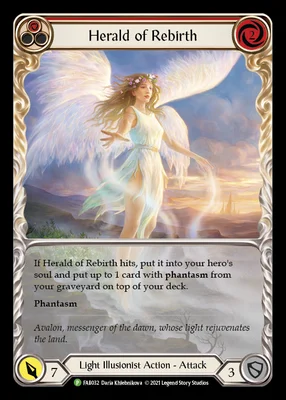 Herald of Rebirth
2
If Herald of Rebirth hits, put it into your hero's
soul and put up to 1 card with phantasm from
your graveyard on top of your deck.
Phantasm
Avalon, messenger of the dawn, whose light rejuvenates
the land.
7
Light Illusionist Action - Attack
3
P FAB032 Daria Khlebnikova © 2021 Legend Story Studios